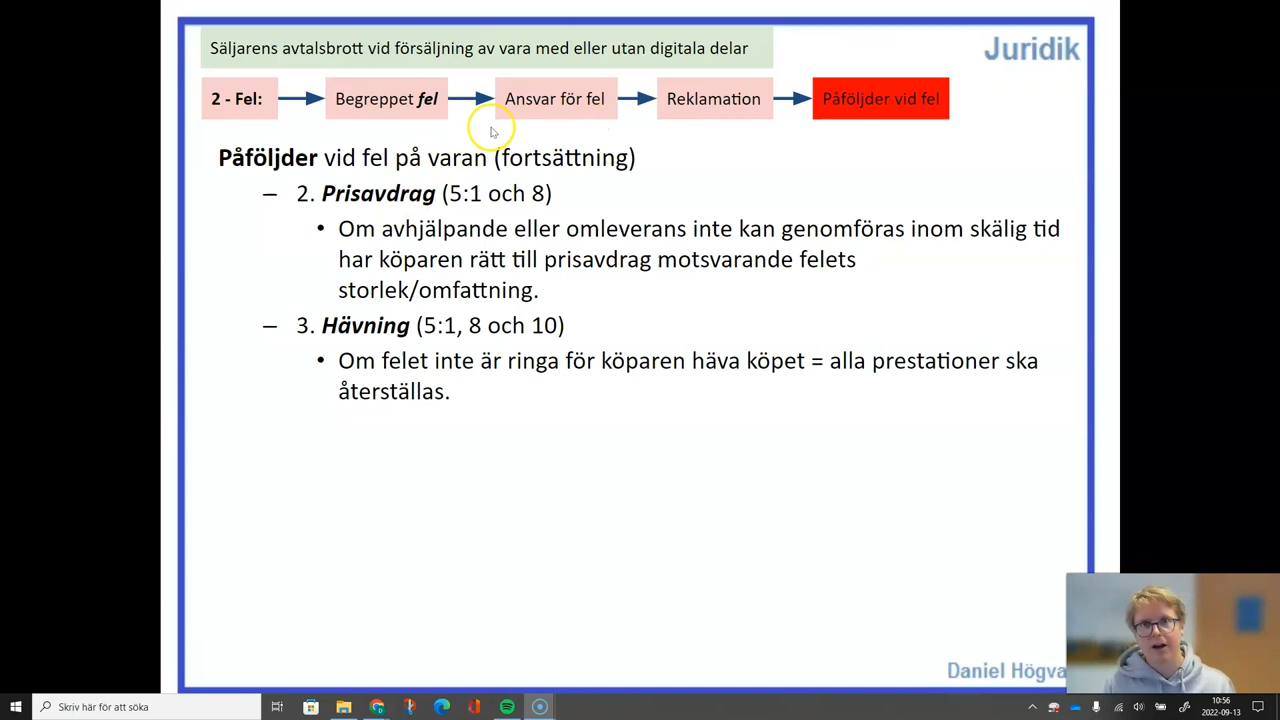 Säljarens avtalsbrott vid försäljning av vara med eller utan digitala delar
Juridik
2 - Fel:
Begreppet fel
Ansvar för fel
Reklamation
Påföljder vid fel
Påföljder vid fel på varan (fortsättning)
– 2. Prisavdrag (5:1 och 8)
• Om avhjälpande eller omleverans inte kan genomföras inom skälig tid
har köparen rätt till prisavdrag motsvarande felets
storlek/omfattning.
– 3. Hävning (5:1, 8 och 10)
• Om felet inte är ringa för köparen häva köpet = alla prestationer ska
återställas.
Daniel Högva
Skriv här för att söka
10:56
2022-09-13